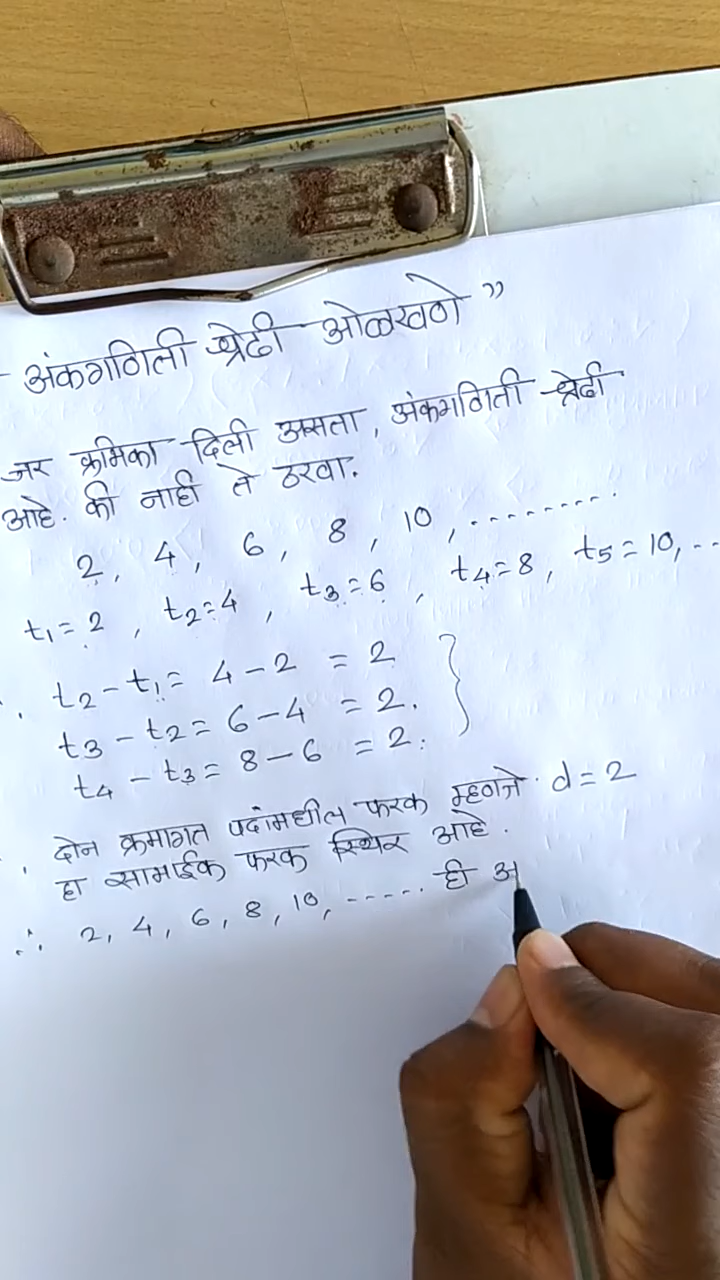 - अंकगणिती श्रेढी ओळखणे”
जर क्रमिका दिली असता, अंकगणिती श्रेढी
आहे. की नाही ते ठरवा.
2, 4, 6, 8, 10, ---------
t₁=2, t₂=4, t₃=6, t₄=8, t₅=10, --
t₂-t₁= 4-2 = 2
t₃-t₂= 6-4 = 2.
t₄-t₃= 8-6 = 2.
दोन क्रमागत पदांमधील फरक म्हणजे d=2
हा सामाईक फरक स्थिर आहे.
∴ 2, 4, 6, 8, 10, ----- ही अ